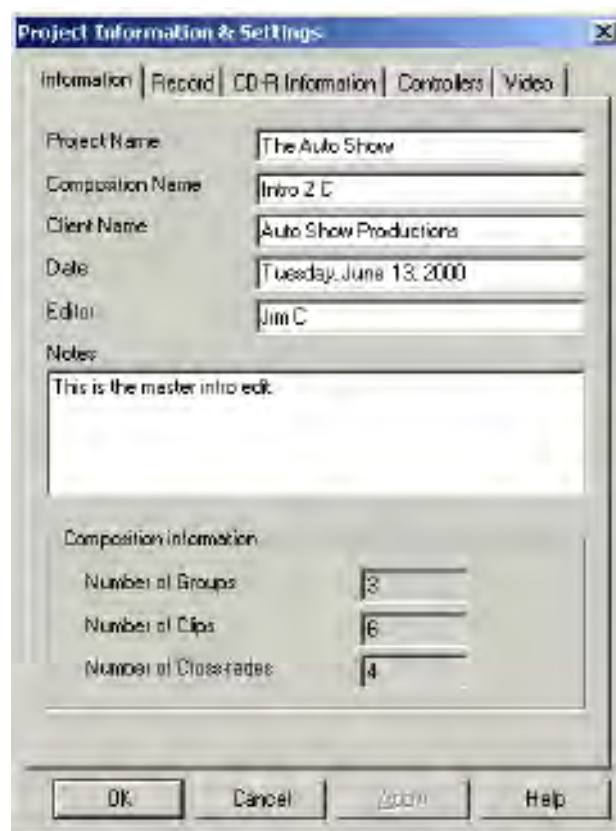 Project Information & Settings
Information Record CD-R Information Controllers Video
Project Name The Auto Show
Composition Name Intro 2 C
Client Name Auto Show Productions
Date Tuesday, June 13, 2000
Editor Jim C
Notes
This is the master intro edit
Composition information
Number of Groups 3
Number of Clips 6
Number of Cross-fades 4
OK Cancel Apply Help